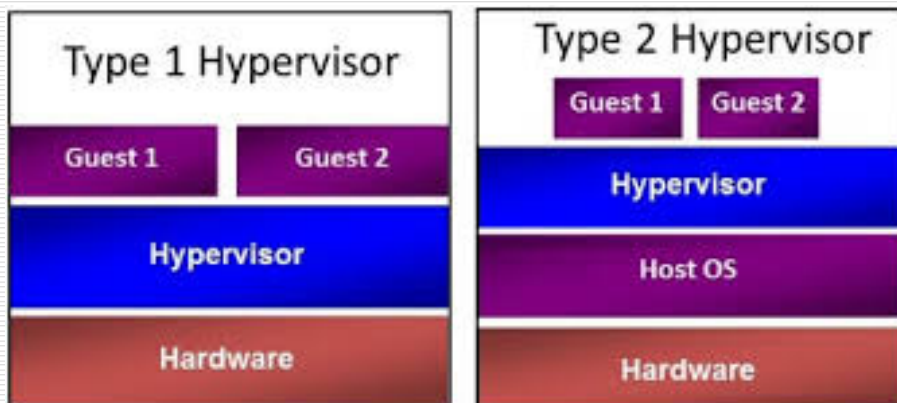 Type 1 Hypervisor
Guest 1
Guest 2
Hypervisor
Hardware
Type 2 Hypervisor
Guest 1
Guest 2
Hypervisor
Host OS
Hardware